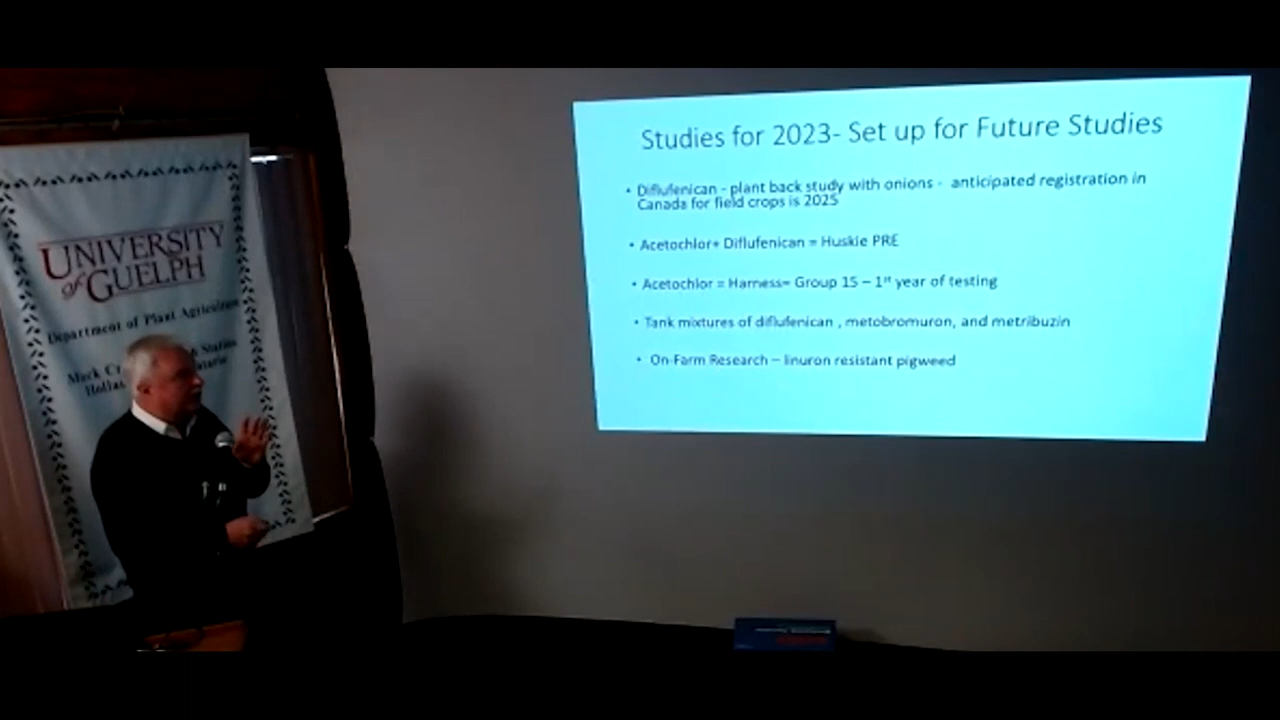 UNIVERSITY
of GUELPH
Department of Plant Agriculture
Muck
Studies for 2023- Set up for Future Studies
• Diflufenican - plant back study with onions - anticipated registration in
Canada for field crops is 2025
• Acetochlor+ Diflufenican = Huskie PRE
• Acetochlor = Harness= Group 15 – 1st year of testing
• Tank mixtures of diflufenican , metobromuron, and metribuzin
• On-Farm Research – linuron resistant pigweed